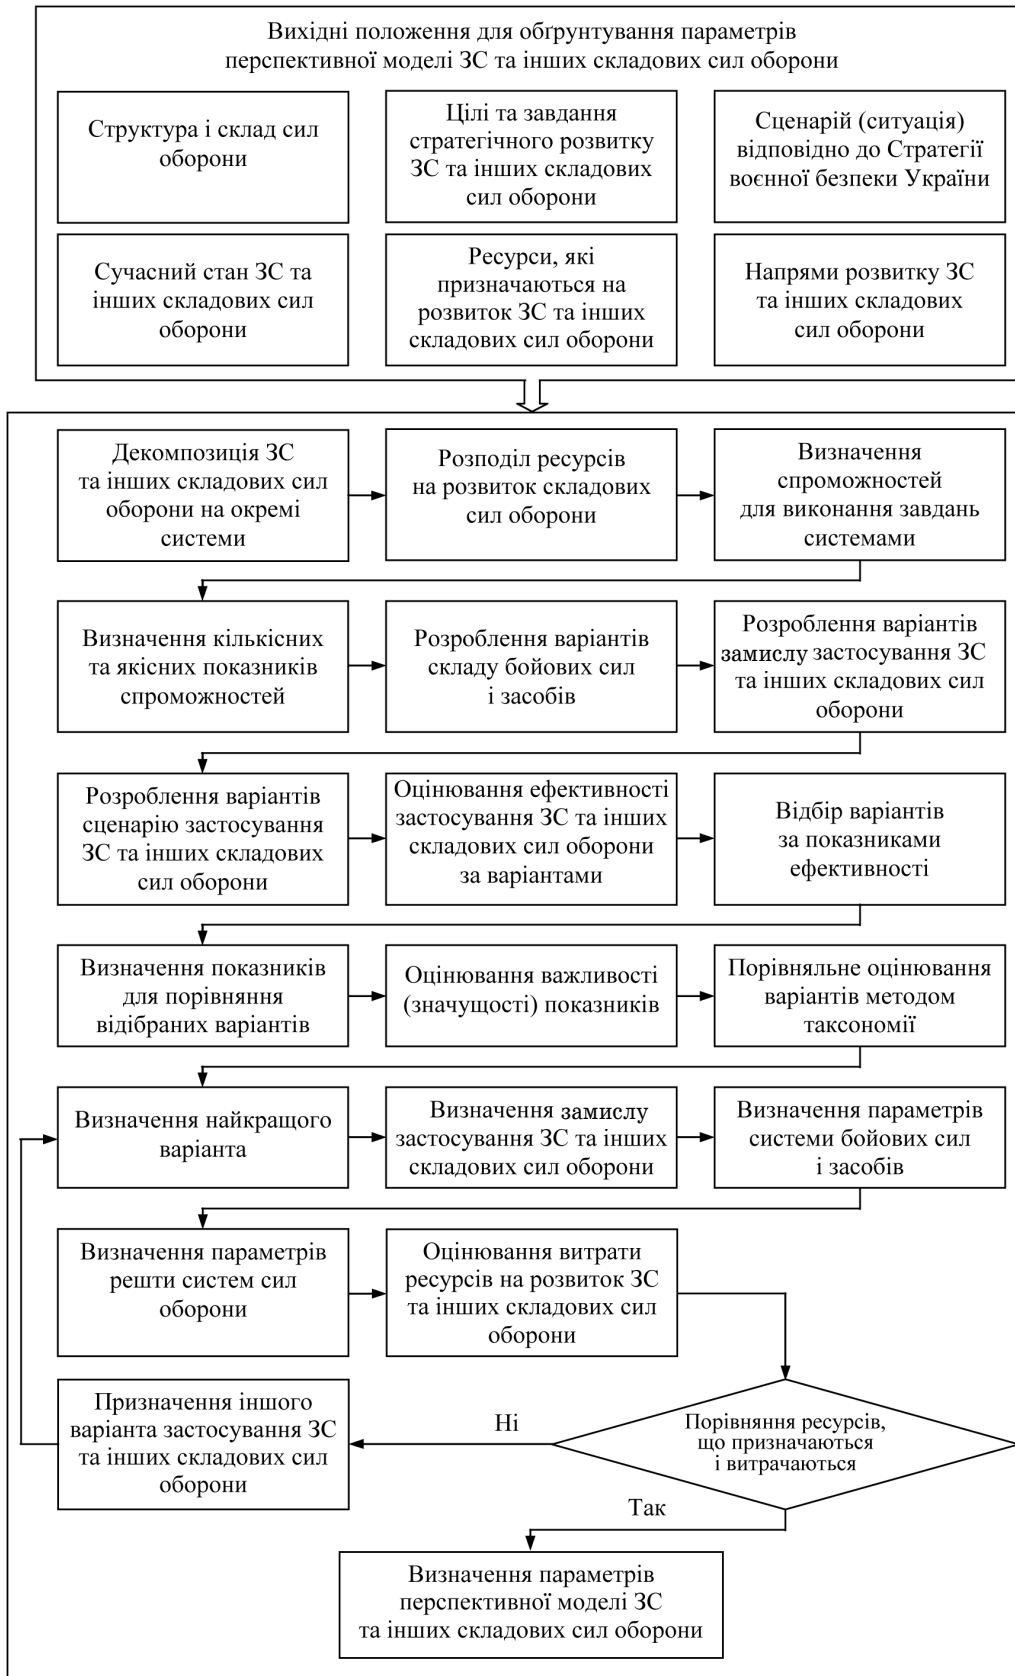 Вихідні положення для обґрунтування параметрів
перспективної моделі ЗС та інших складових сил оборони
Структура і склад сил
оборони
Цілі та завдання
стратегічного розвитку
ЗС та інших складових
сил оборони
Сценарій (ситуація)
відповідно до Стратегії
воєнної безпеки України
Сучасний стан ЗС та
інших складових сил
оборони
Ресурси, які
призначаються на
розвиток ЗС та інших
складових сил оборони
Напрями розвитку ЗС
та інших складових
сил оборони
Декомпозиція ЗС
та інших складових сил
оборони на окремі
системи
Розподіл ресурсів
на розвиток складових
сил оборони
Визначення
спроможностей
для виконання завдань
системами
Визначення кількісних
та якісних показників
спроможностей
Розроблення варіантів
складу бойових сил
і засобів
Розроблення варіантів
замислу застосування ЗС
та інших складових сил
оборони
Розроблення варіантів
сценарію застосування
ЗС та інших складових
сил оборони
Оцінювання ефективності
застосування ЗС та інших
складових сил оборони
за варіантами
Відбір варіантів
за показниками
ефективності
Визначення показників
для порівняння
відібраних варіантів
Оцінювання важливості
(значущості) показників
Порівняльне оцінювання
варіантів методом
таксономії
Визначення найкращого
варіанта
Визначення замислу
застосування ЗС та інших
складових сил оборони
Визначення параметрів
системи бойових сил
і засобів
Визначення параметрів
решти систем сил
оборони
Оцінювання витрати
ресурсів на розвиток ЗС
та інших складових сил
оборони
Призначення іншого
варіанта застосування ЗС
та інших складових сил
оборони
Ні
Порівняння ресурсів,
що призначаються
і витрачаються
Так
Визначення параметрів
перспективної моделі ЗС
та інших складових сил оборони